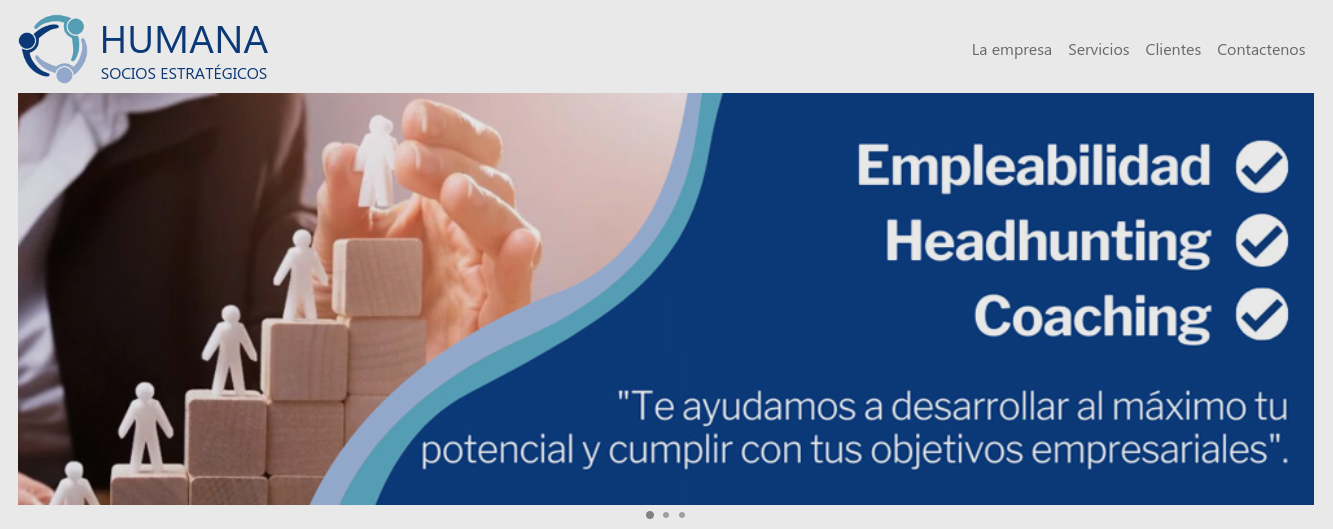 HUMANA
SOCIOS ESTRATÉGICOS
La empresa Servicios Clientes Contactenos
Empleabilidad
Headhunting
Coaching
"Te ayudamos a desarrollar al máximo tu
potencial y cumplir con tus objetivos empresariales".